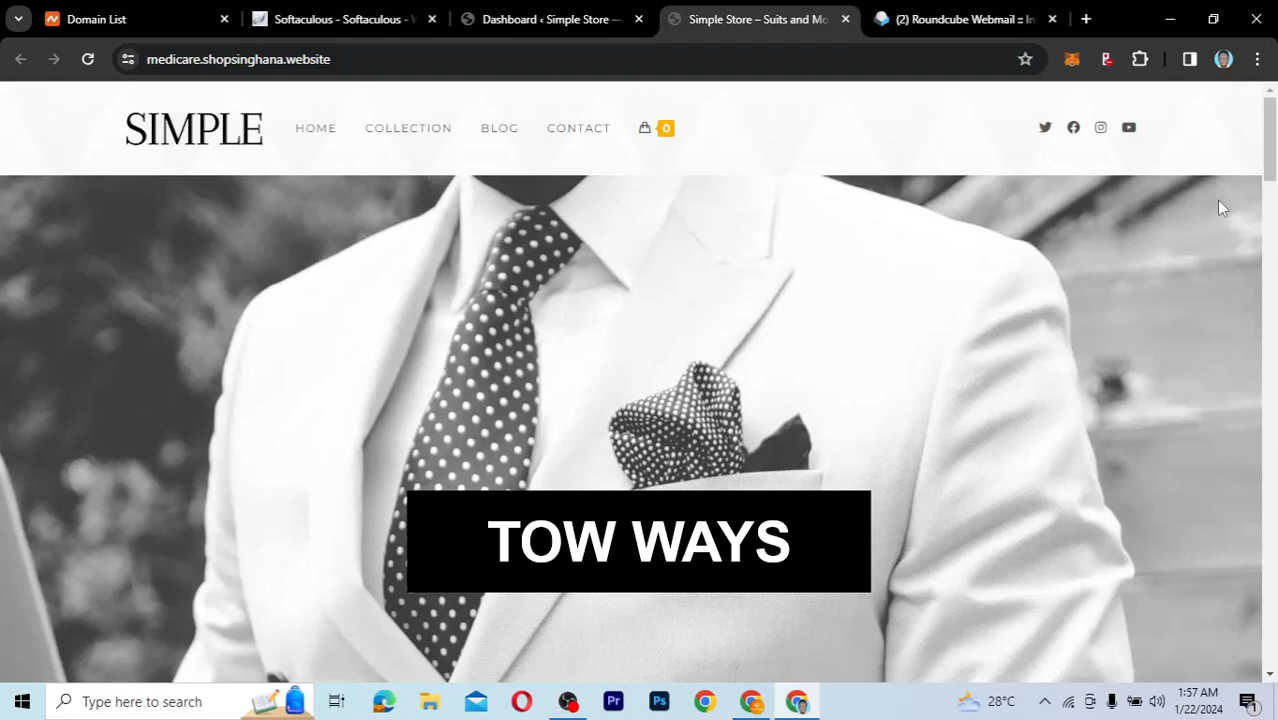 Domain List
Softaculous - Softaculous - W
Dashboard ‹ Simple Store —
Simple Store – Suits and Mo
(2) Roundcube Webmail :: In
medicare.shopsinghana.website
SIMPLE
HOME
COLLECTION
BLOG
CONTACT
0
TOW WAYS
Type here to search
28°C
1:57 AM
1/22/2024
1